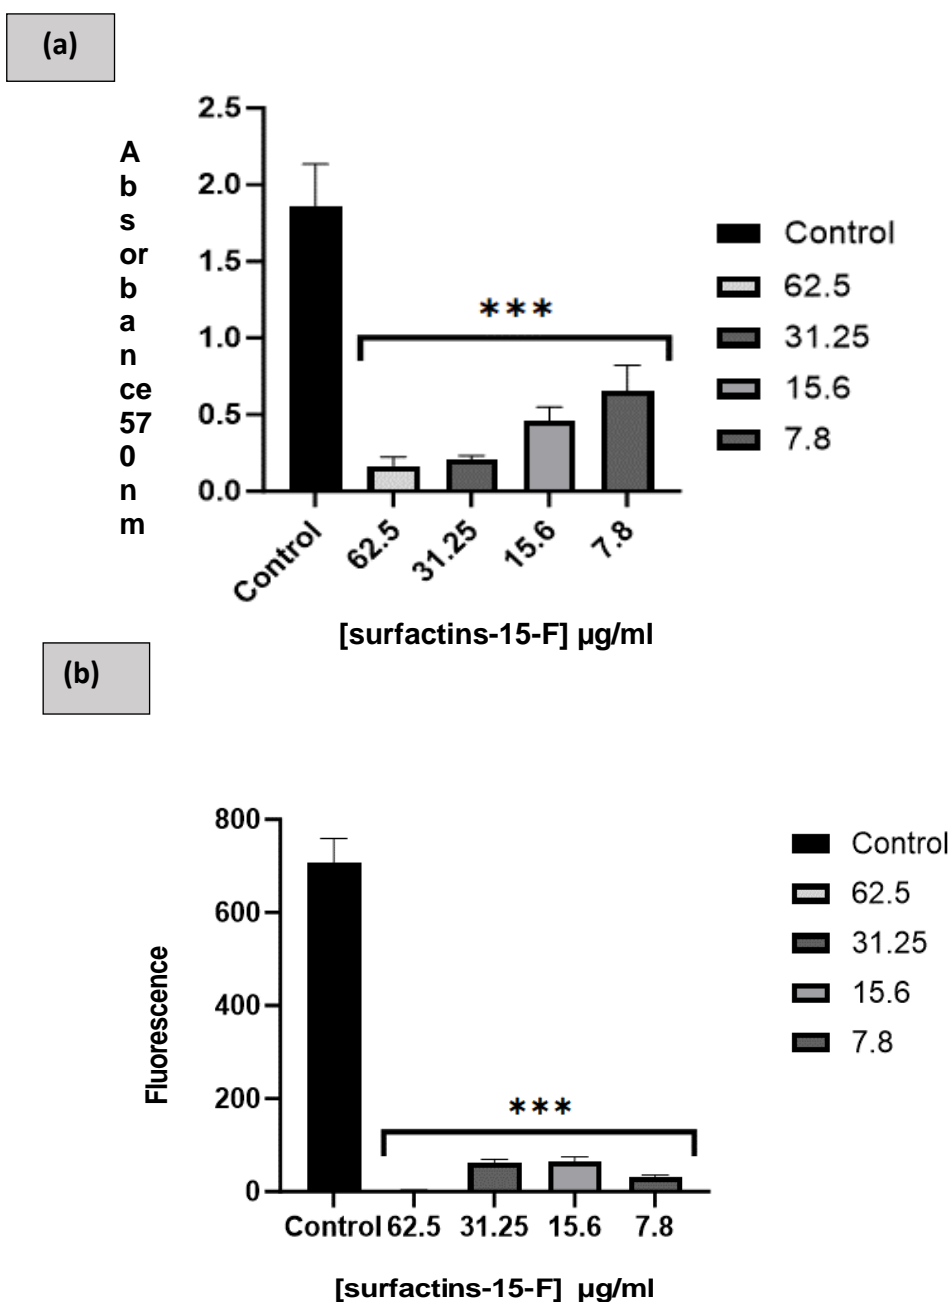 (a)
A
b
s
or
b
a
n
ce
57
0
n
m
2.5
2.0
1.5
1.0
0.5
0.0
***
Control
62.5
31.25
15.6
7.8
Control
62.5
31.25
15.6
7.8
[surfactins-15-F] µg/ml
(b)
Fluorescence
800
600
400
200
0
***
Control
62.5
31.25
15.6
7.8
Control 62.5 31.25 15.6 7.8
[surfactins-15-F] µg/ml